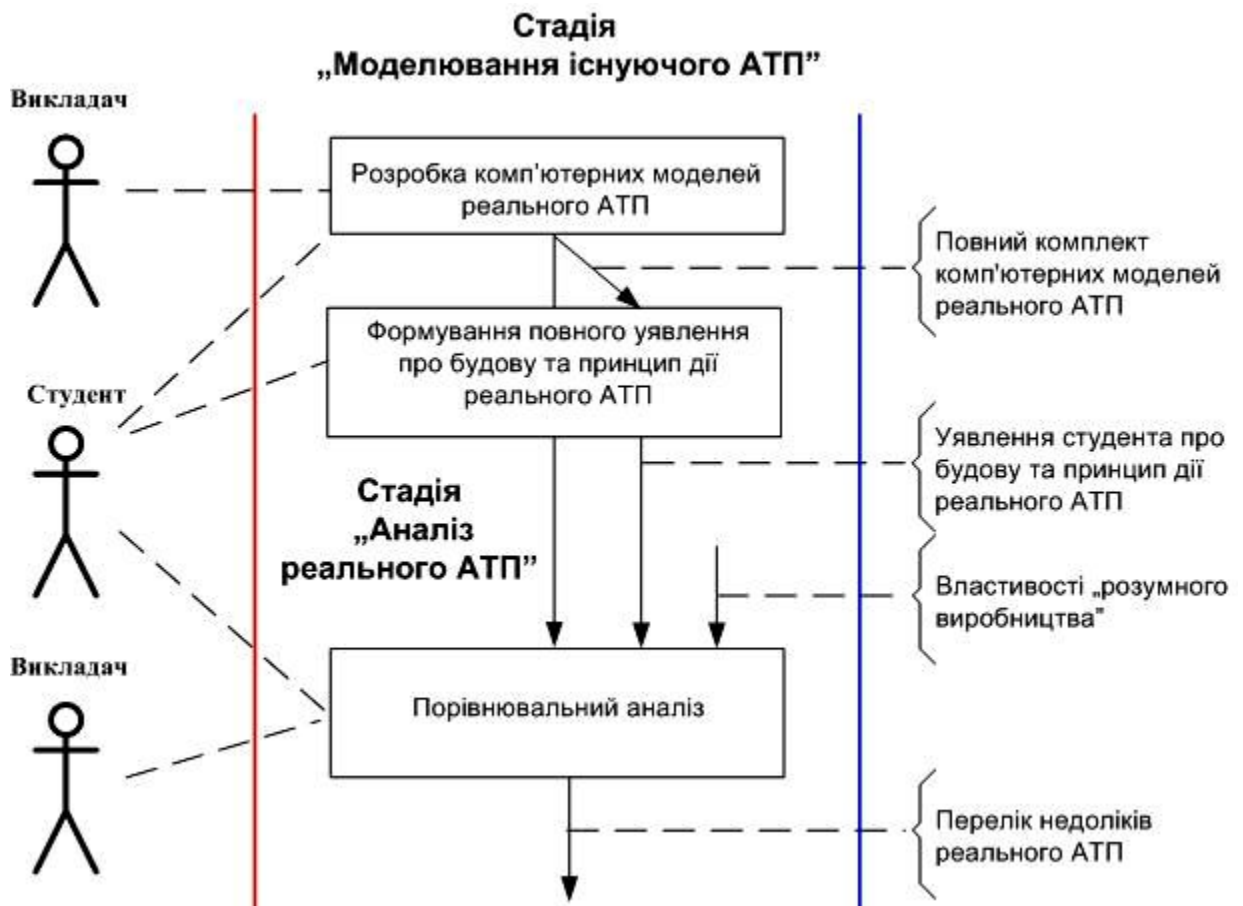 Стадія
„Моделювання існуючого АТП”
Викладач
Розробка комп'ютерних моделей
реального АТП
Повний комплект
комп'ютерних моделей
реального АТП
Формування повного уявлення
про будову та принцип дії
реального АТП
Студент
Уявлення студента про
будову та принцип дії
реального АТП
Стадія
„Аналіз
реального АТП”
Властивості „розумного
виробництва”
Викладач
Порівнювальний аналіз
Перелік недоліків
реального АТП